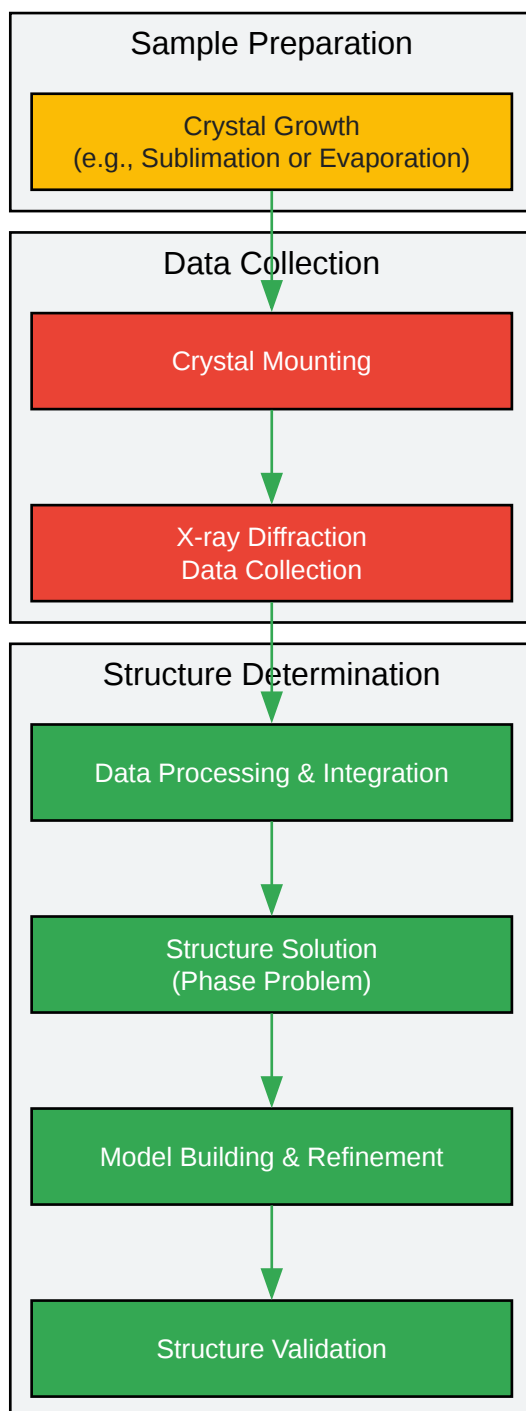 Sample Preparation
Crystal Growth
(e.g., Sublimation or Evaporation)
Data Collection
Crystal Mounting
X-ray Diffraction
Data Collection
Structure Determination
Data Processing & Integration
Structure Solution
(Phase Problem)
Model Building & Refinement
Structure Validation